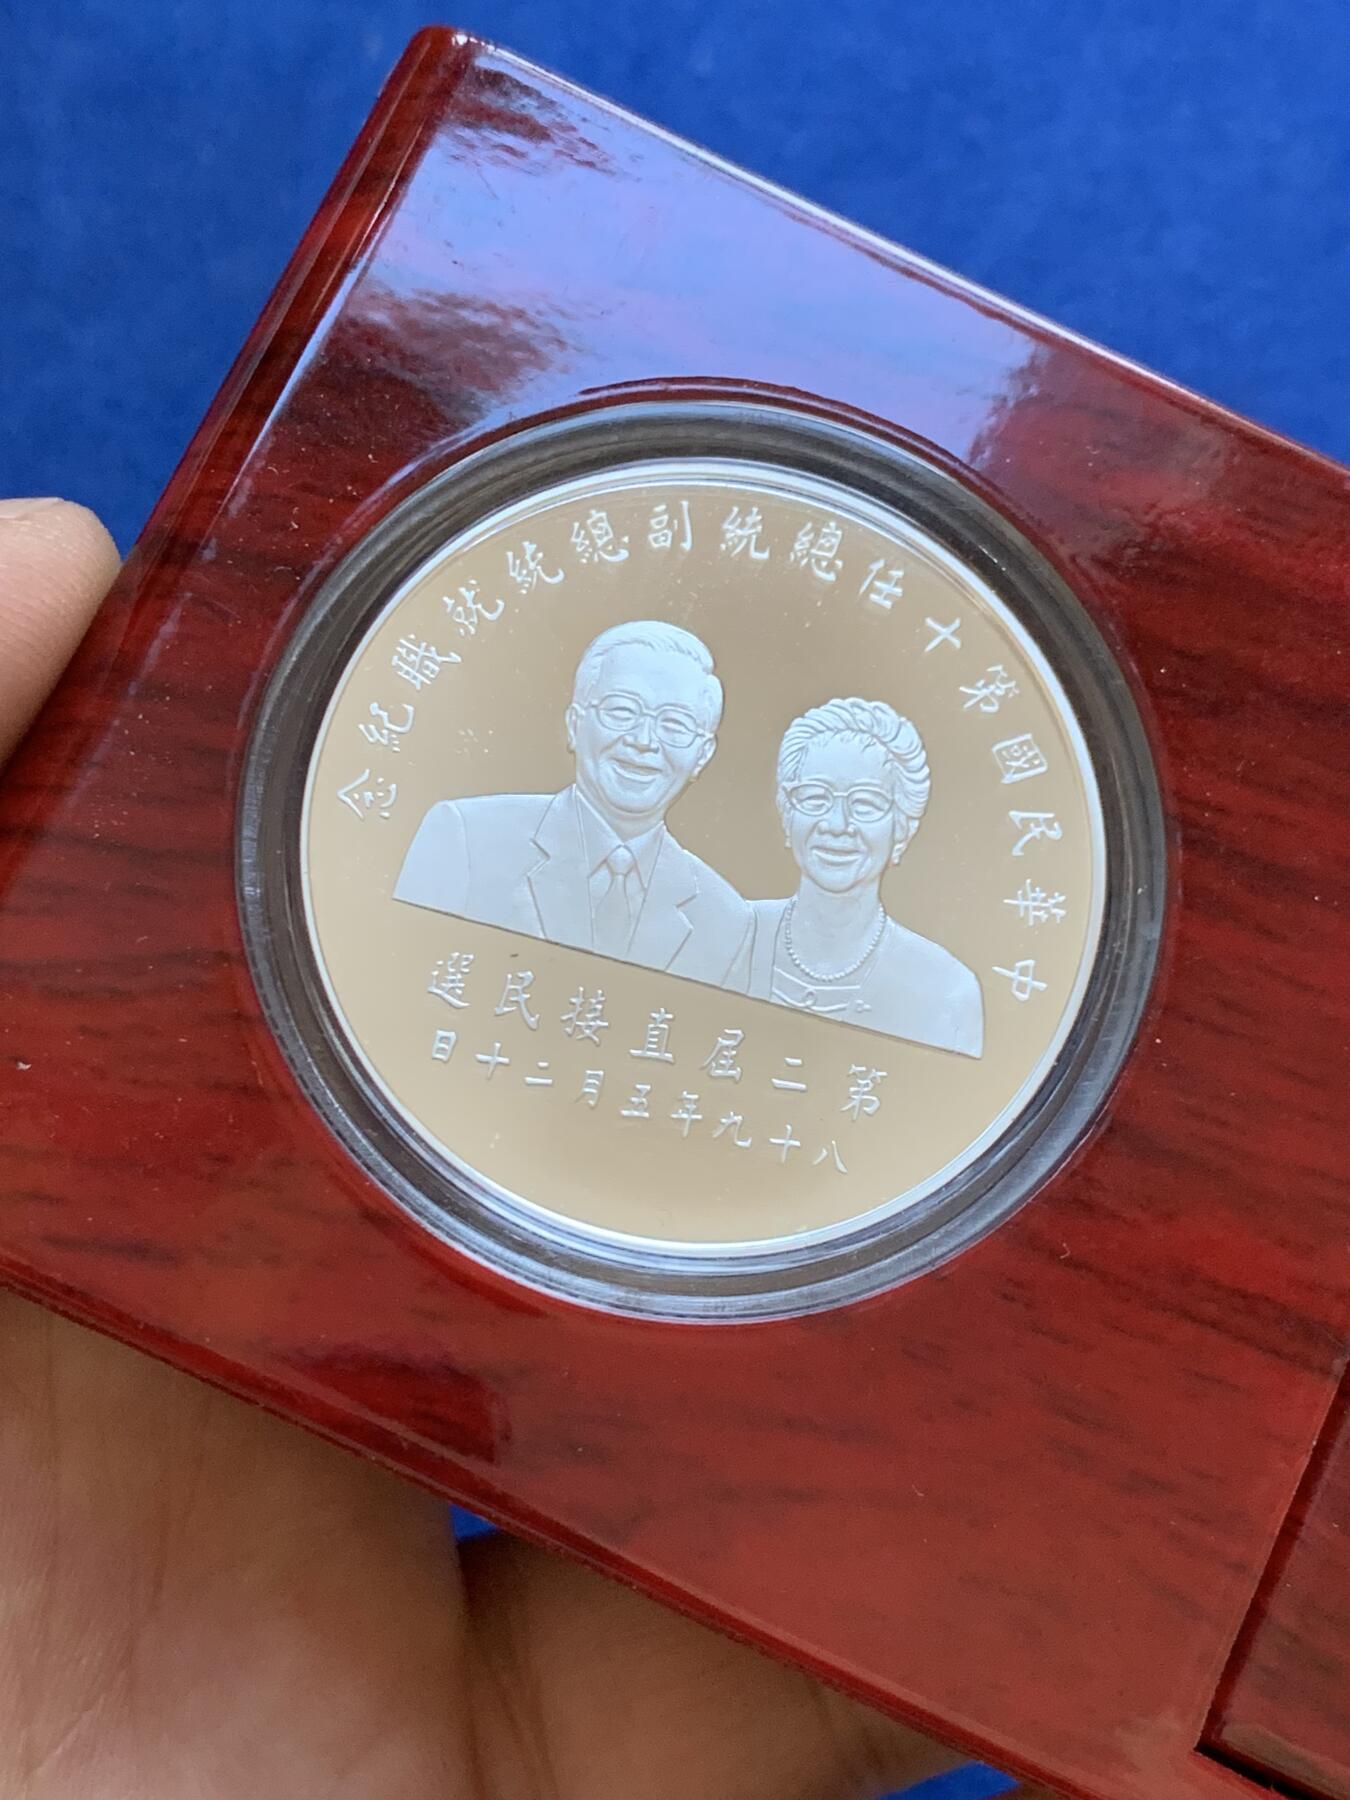 中華民國第十任總統副總統就職紀念
第二屆直接民選
八十九年五月二十日